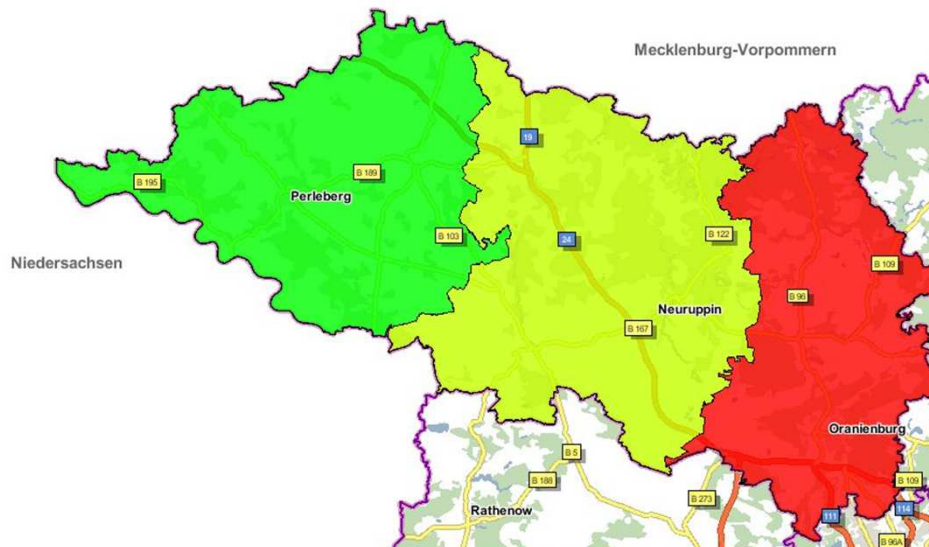 Mecklenburg-Vorpommern
19
B 189
B 195
Perleberg
B 122
B 103
24
Niedersachsen
B 109
B 96
Neuruppin
B 167
Oranienburg
B 5
B 188
B 109
B 273
Rathenow
114
111
B 96A